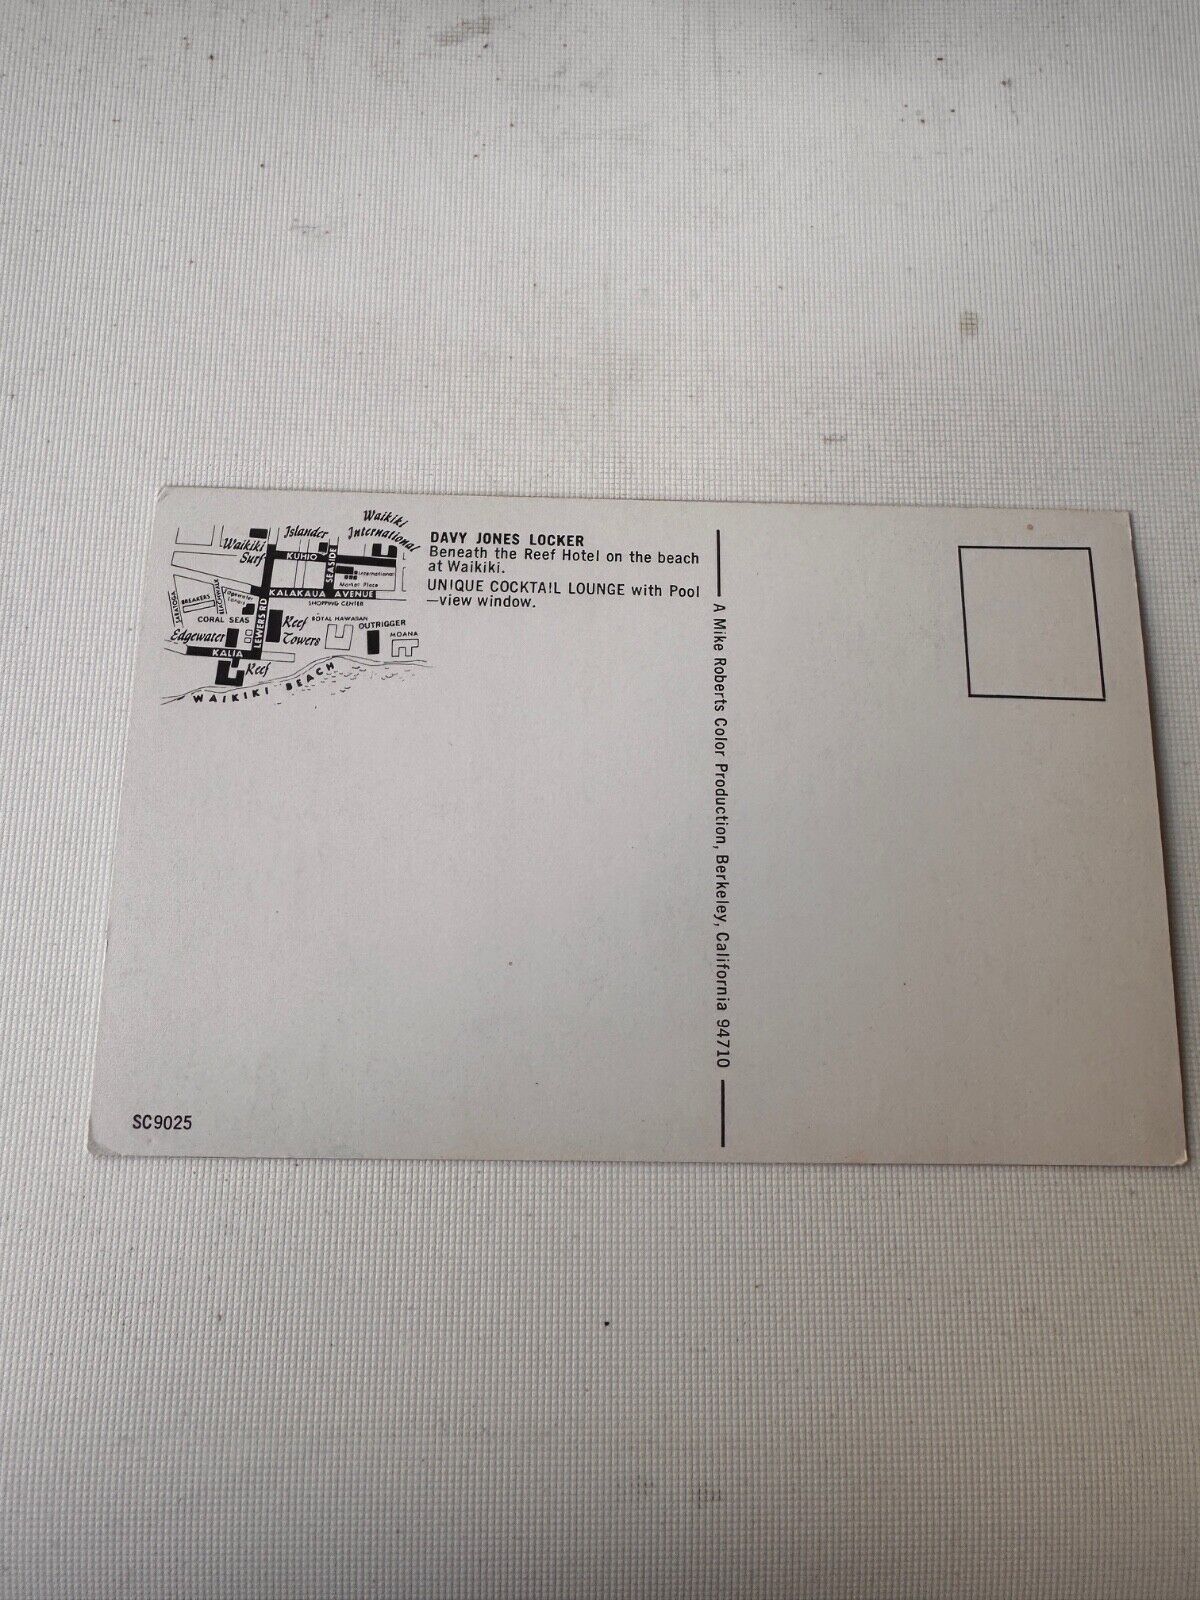 Waikiki
International
Islander
Waikiki
Surf
KUHIO
SEASIDE
International
Market Place
KALAKAUA AVENUE
SHOPPING CENTER
SARATOGA
BREAKERS
BEACHWALK
CORAL SEAS
LEWERS RD
Reef
Towers
ROYAL HAWAIIAN
OUTRIGGER
MOANA
Edgewater
KALIA
Reef
WAIKIKI BEACH
DAVY JONES LOCKER
Beneath the Reef Hotel on the beach
at Waikiki.
UNIQUE COCKTAIL LOUNGE with Pool
—view window.
A Mike Roberts Color Production, Berkeley, California 94710
SC9025